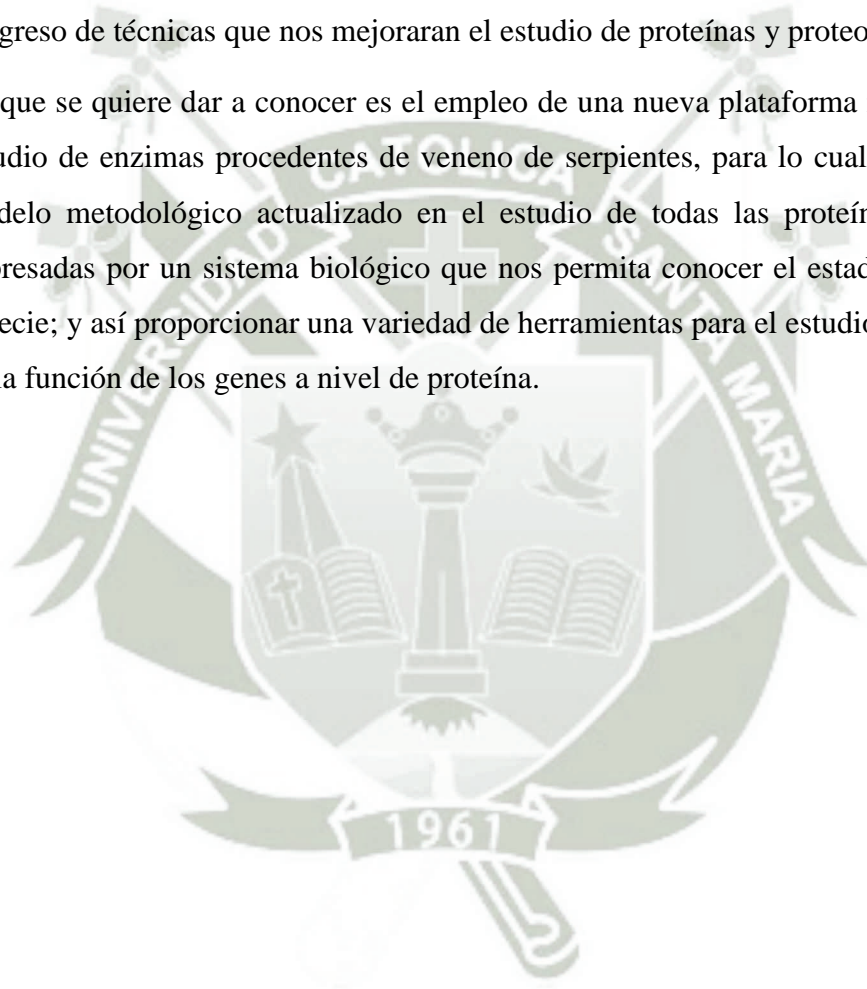 greso de técnicas que nos mejoraran el estudio de proteínas y proteo
que se quiere dar a conocer es el empleo de una nueva plataforma
udio de enzimas procedentes de veneno de serpientes, para lo cual
delo metodológico actualizado en el estudio de todas las proteín
presadas por un sistema biológico que nos permita conocer el estad
ecie; y así proporcionar una variedad de herramientas para el estudio
la función de los genes a nivel de proteína.
UNIVERSIDAD CATOLICA SANTA MARIA
1961